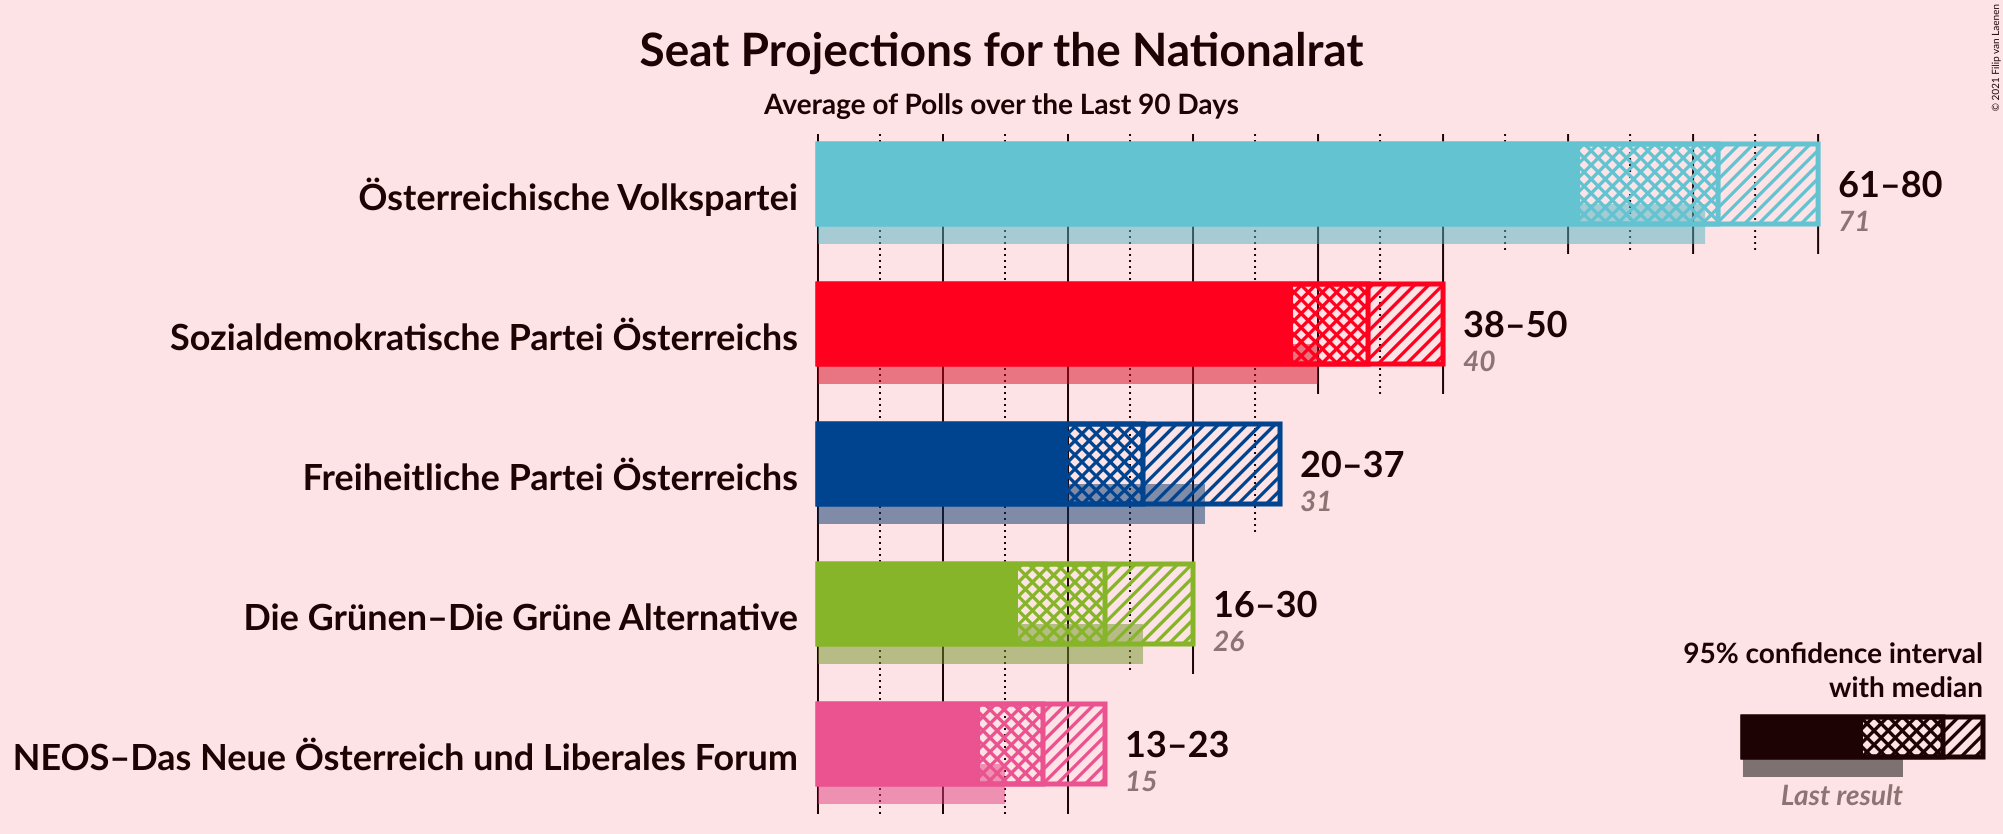 Seat Projections for the Nationalrat
Average of Polls over the Last 90 Days
© 2021 Filip van Laenen
Österreichische Volkspartei
61–80
71
Sozialdemokratische Partei Österreichs
38–50
40
Freiheitliche Partei Österreichs
20–37
31
Die Grünen–Die Grüne Alternative
16–30
26
NEOS–Das Neue Österreich und Liberales Forum
13–23
15
95% confidence interval
with median
Last result